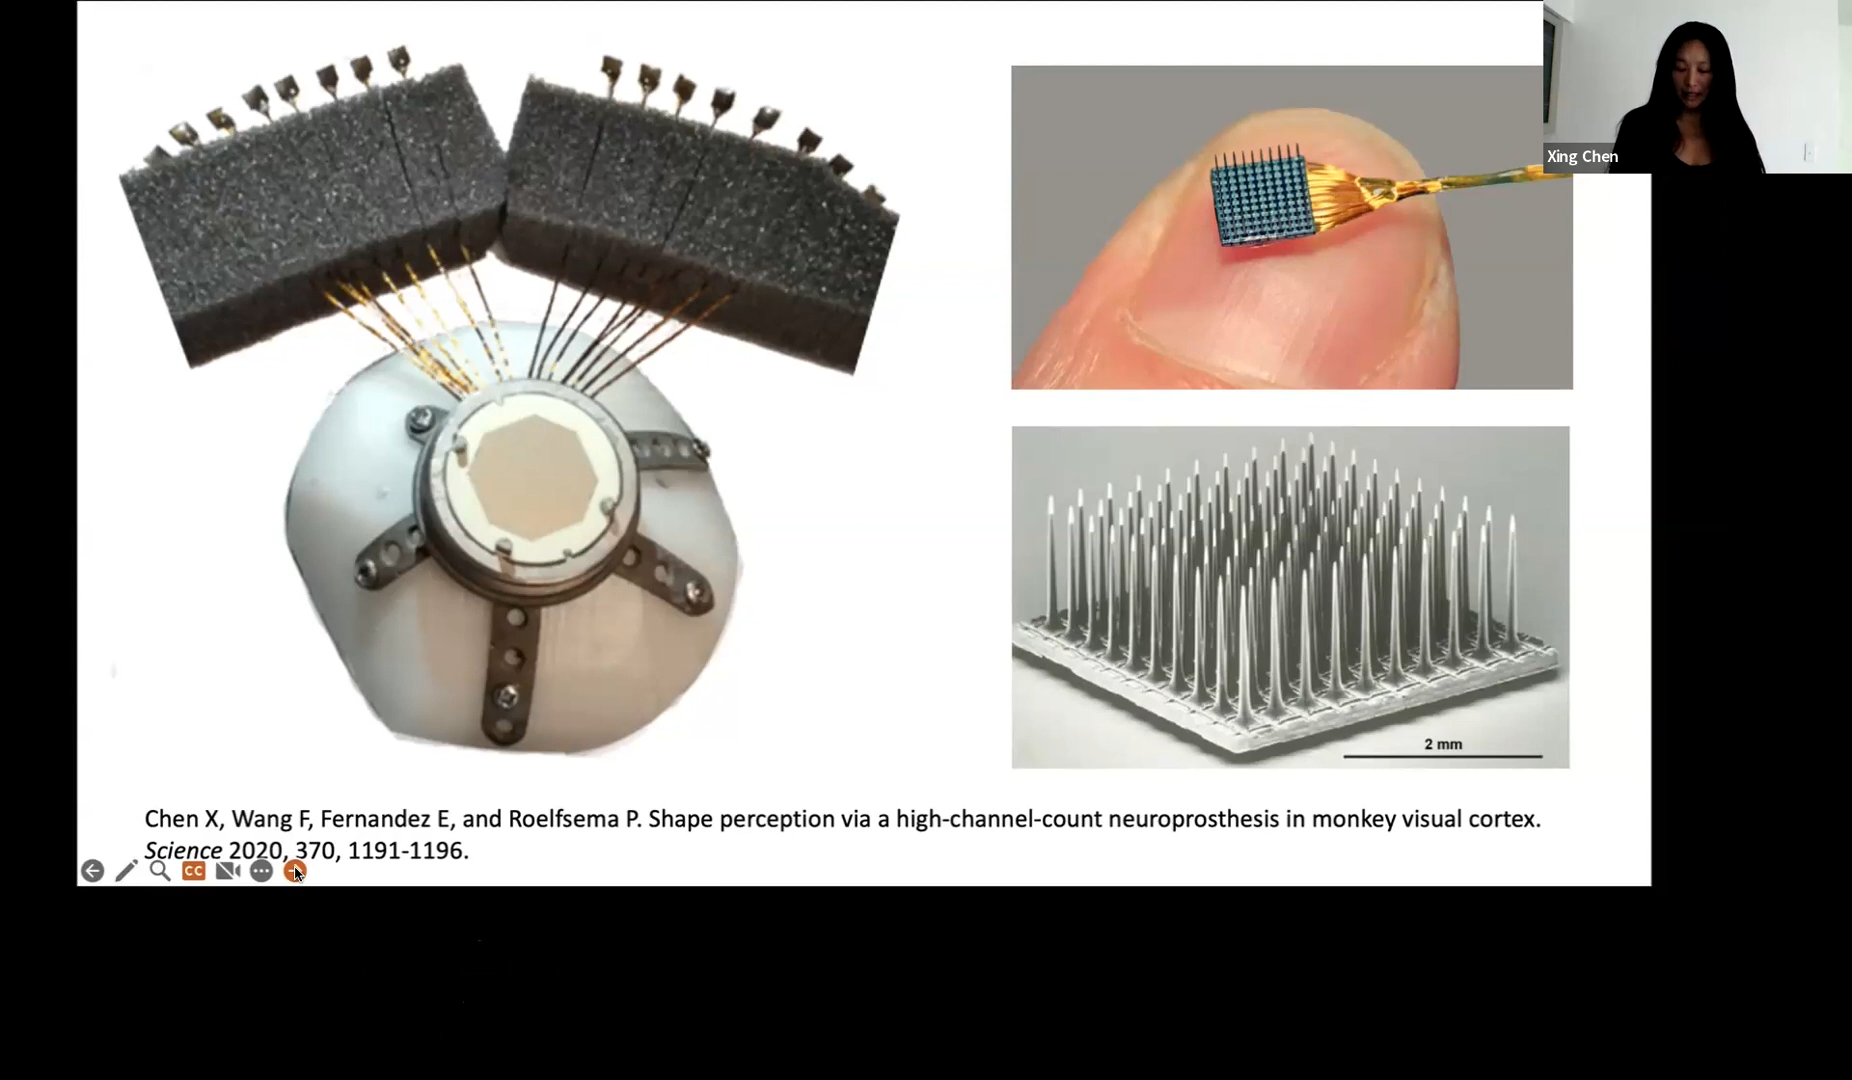 Xing Chen
2 mm
Chen X, Wang F, Fernandez E, and Roelfsema P. Shape perception via a high-channel-count neuroprosthesis in monkey visual cortex.
Science 2020, 370, 1191-1196.
CC